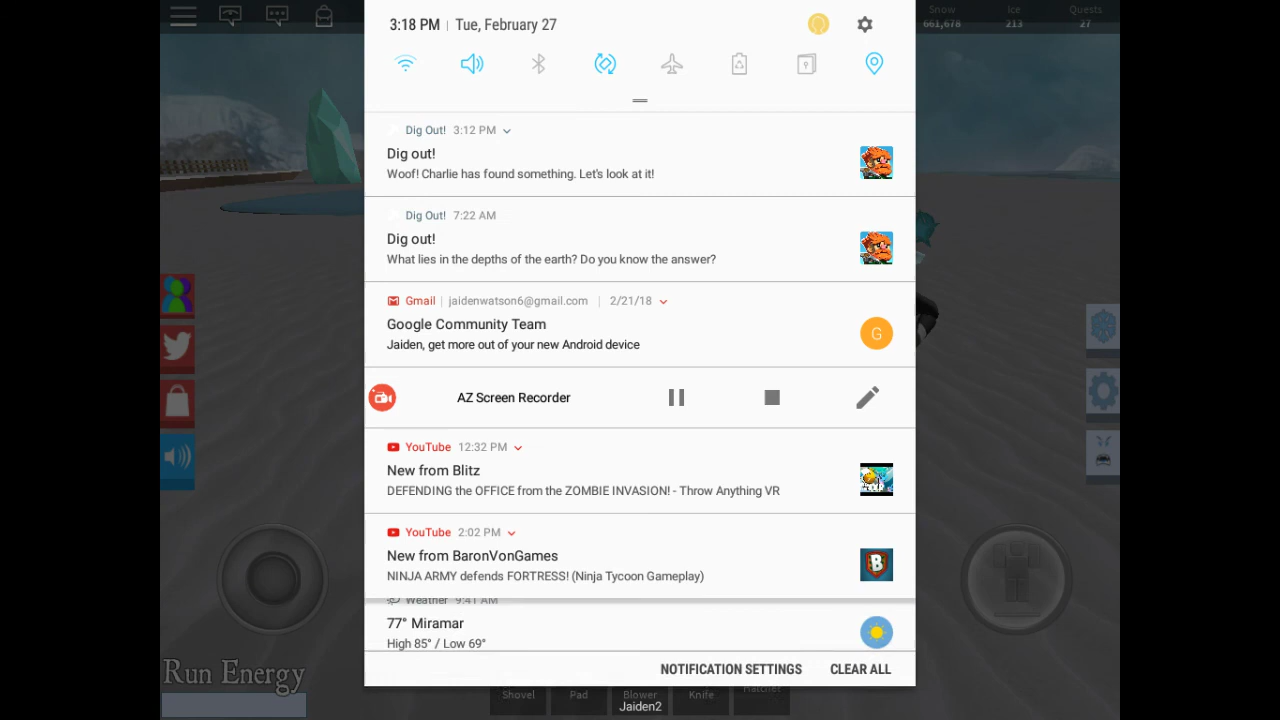 3:18 PM | Tue, February 27
Snow Ice Quests
661,678 213 27
Dig Out! 3:12 PM
Dig out!
Woof! Charlie has found something. Let's look at it!
Dig Out! 7:22 AM
Dig out!
What lies in the depths of the earth? Do you know the answer?
Gmail | jaidenwatson6@gmail.com | 2/21/18
Google Community Team
Jaiden, get more out of your new Android device
G
AZ Screen Recorder
YouTube 12:32 PM
New from Blitz
DEFENDING the OFFICE from the ZOMBIE INVASION! - Throw Anything VR
YouTube 2:02 PM
New from BaronVonGames
NINJA ARMY defends FORTRESS! (Ninja Tycoon Gameplay)
B
Weather 9:41 AM
77° Miramar
High 85° / Low 69°
NOTIFICATION SETTINGS CLEAR ALL
Run Energy
Shovel Pad Blower Knife Hatchet
Jaiden2